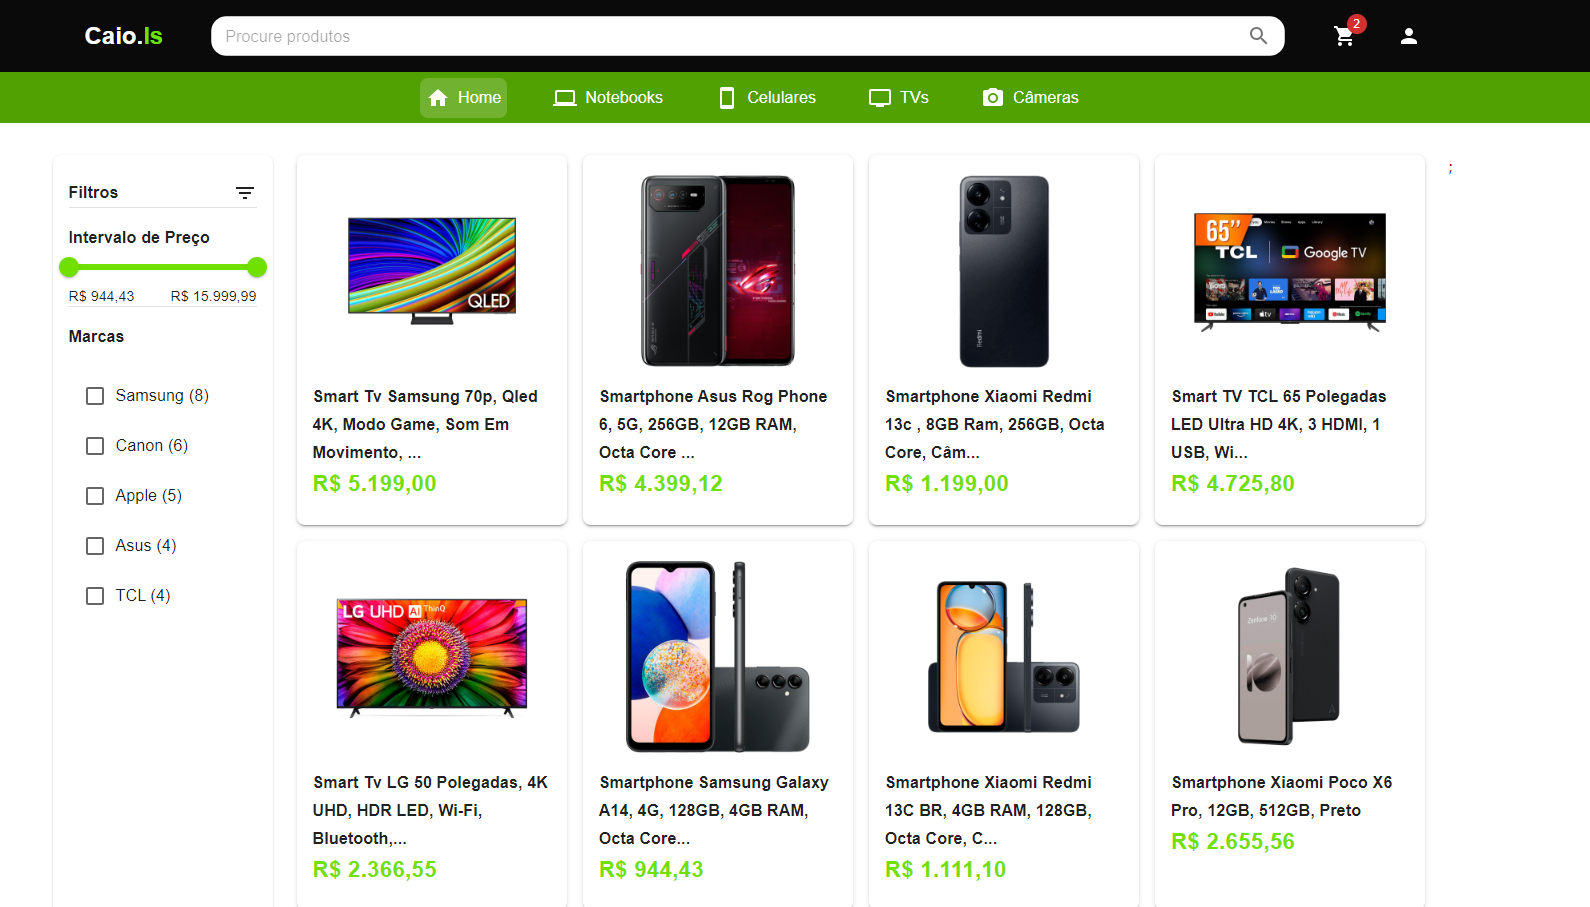 Caio.ls
Procure produtos
2
Home
Notebooks
Celulares
TVs
Câmeras
Filtros
Intervalo de Preço
R$ 944,43
R$ 15.999,99
Marcas
Samsung (8)
Canon (6)
Apple (5)
Asus (4)
TCL (4)
QLED
Smart Tv Samsung 70p, Qled
4K, Modo Game, Som Em
Movimento, ...
R$ 5.199,00
Smartphone Asus Rog Phone
6, 5G, 256GB, 12GB RAM,
Octa Core ...
R$ 4.399,12
Redmi
Smartphone Xiaomi Redmi
13c , 8GB Ram, 256GB, Octa
Core, Câm...
R$ 1.199,00
65”
TCL
Google TV
Smart TV TCL 65 Polegadas
LED Ultra HD 4K, 3 HDMI, 1
USB, Wi...
R$ 4.725,80
;
LG UHD AI ThinQ
Smart Tv LG 50 Polegadas, 4K
UHD, HDR LED, Wi-Fi,
Bluetooth,...
R$ 2.366,55
Smartphone Samsung Galaxy
A14, 4G, 128GB, 4GB RAM,
Octa Core...
R$ 944,43
Smartphone Xiaomi Redmi
13C BR, 4GB RAM, 128GB,
Octa Core, C...
R$ 1.111,10
Zenfone 10
Smartphone Xiaomi Poco X6
Pro, 12GB, 512GB, Preto
R$ 2.655,56